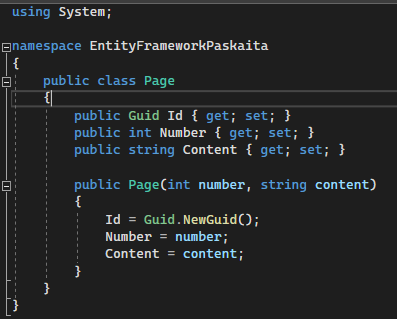 using System;
namespace EntityFrameworkPaskaita
{
public class Page
{
public Guid Id { get; set; }
public int Number { get; set; }
public string Content { get; set; }
public Page(int number, string content)
{
Id = Guid.NewGuid();
Number = number;
Content = content;
}
}
}